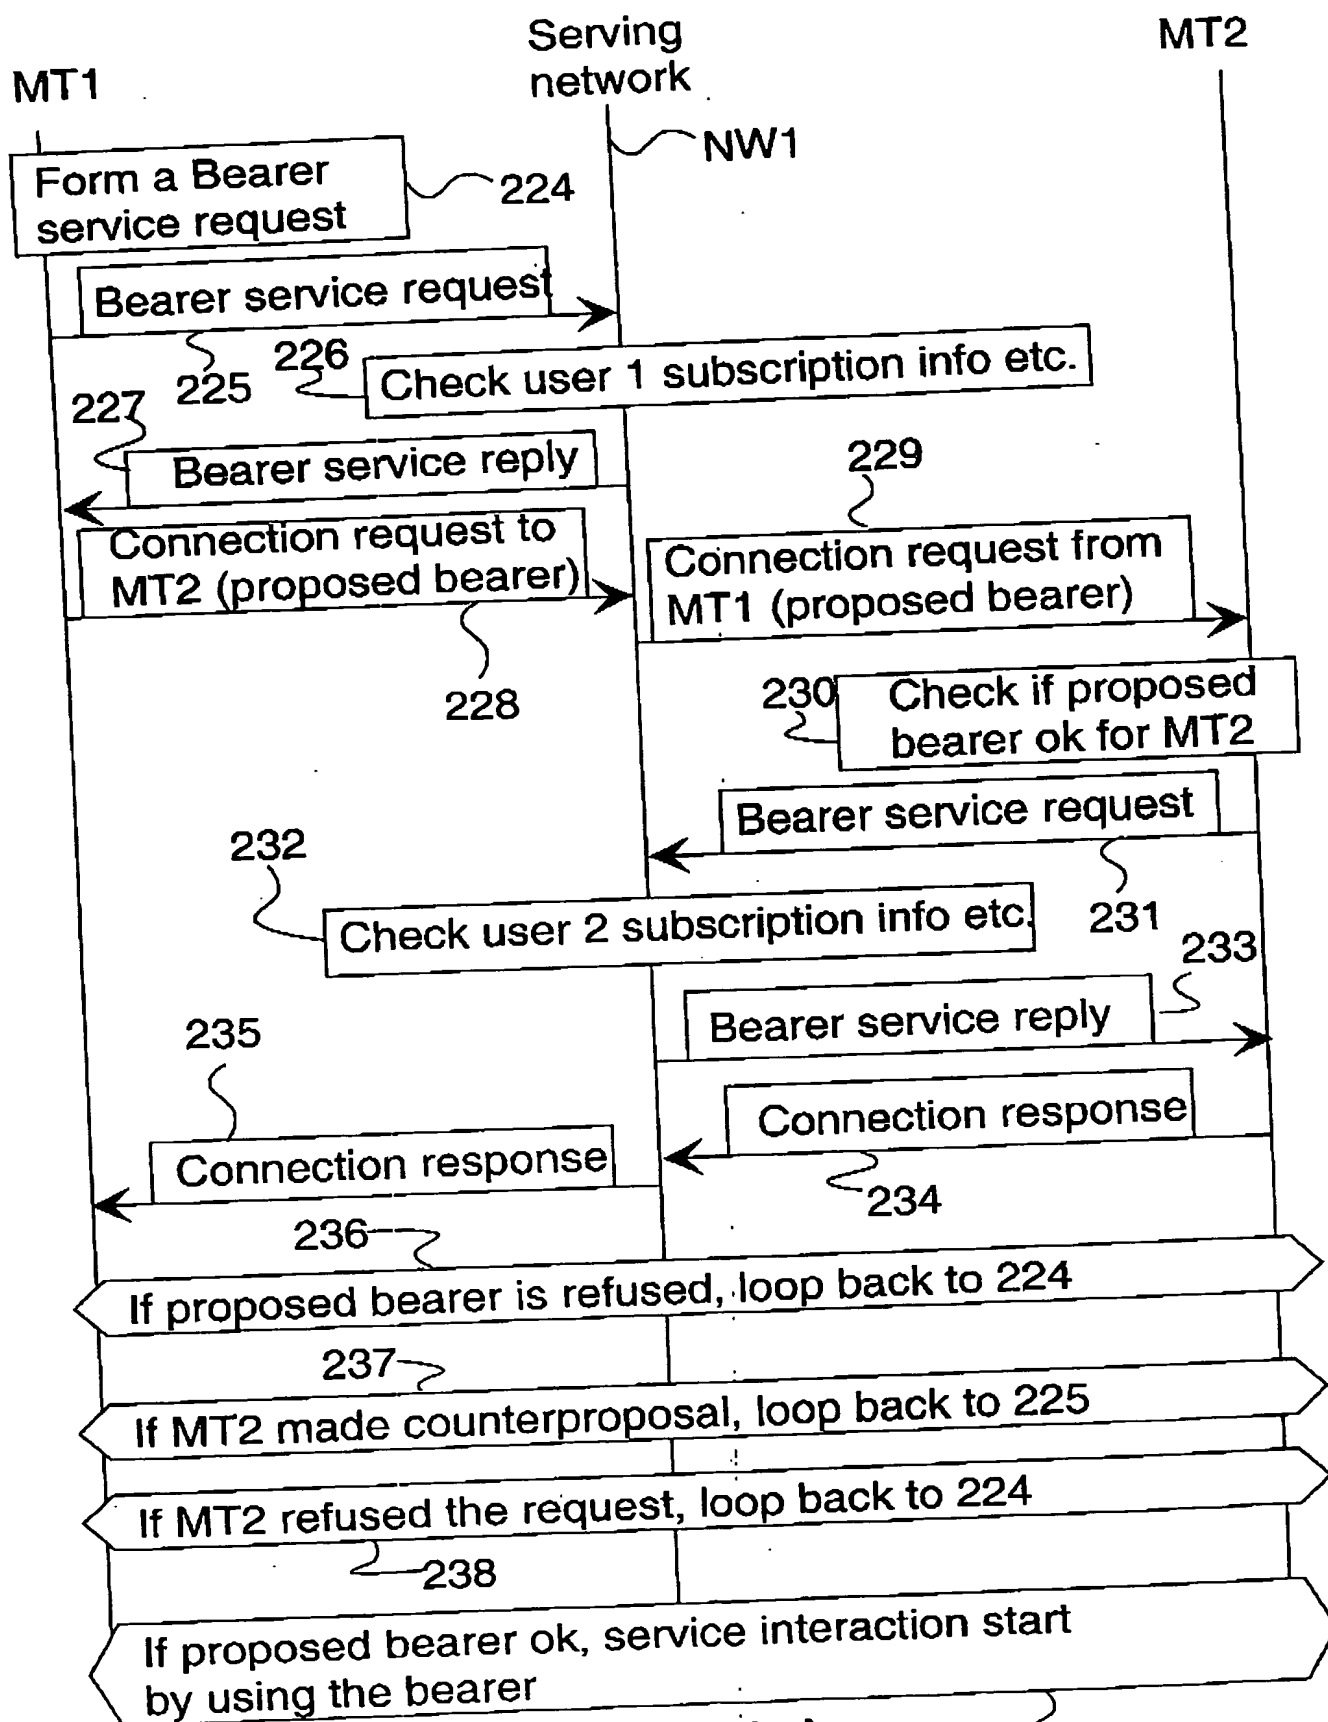 Serving
network
MT2
MT1
NW1
Form a Bearer
service request
224
Bearer service request
225
226
Check user 1 subscription info etc.
227
Bearer service reply
229
Connection request to
MT2 (proposed bearer)
228
Connection request from
MT1 (proposed bearer)
230
Check if proposed
bearer ok for MT2
Bearer service request
231
232
Check user 2 subscription info etc.
233
Bearer service reply
235
Connection response
234
Connection response
236
If proposed bearer is refused, loop back to 224
237
If MT2 made counterproposal, loop back to 225
If MT2 refused the request, loop back to 224
238
If proposed bearer ok, service interaction start
by using the bearer